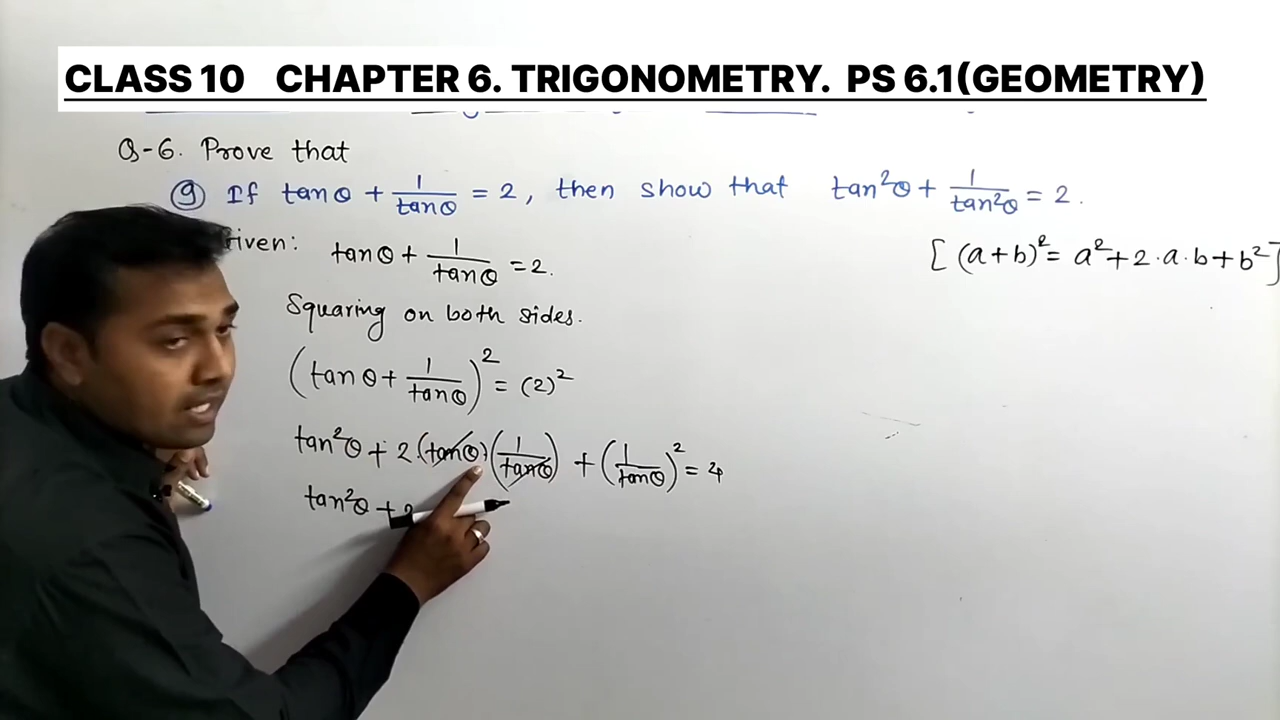 CLASS 10 CHAPTER 6. TRIGONOMETRY. PS 6.1(GEOMETRY)
Q-6. Prove that
⑨ If tanθ + 1/tanθ = 2, then show that tan²θ + 1/tan²θ = 2.
iven: tanθ + 1/tanθ = 2.
[(a+b)² = a²+2·a·b+b²]
Squaring on both sides.
(tanθ + 1/tanθ)² = (2)²
tan²θ + 2·(tanθ)(1/tanθ) + (1/tanθ)² = 4
tan²θ + 2